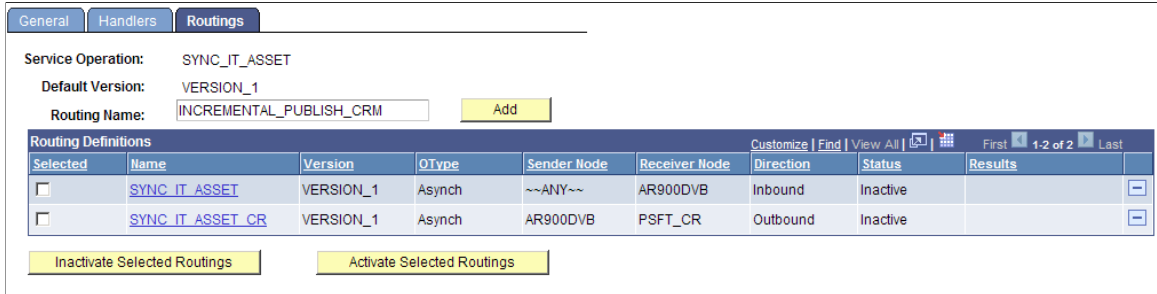 General Handlers Routings
Service Operation: SYNC_IT_ASSET
Default Version: VERSION_1
Routing Name: INCREMENTAL_PUBLISH_CRM Add
Routing Definitions Customize | Find | View All | | First 1-2 of 2 Last
Selected Name Version OType Sender Node Receiver Node Direction Status Results
SYNC_IT_ASSET VERSION_1 Asynch ~~ANY~~ AR900DVB Inbound Inactive
SYNC_IT_ASSET_CR VERSION_1 Asynch AR900DVB PSFT_CR Outbound Inactive
Inactivate Selected Routings Activate Selected Routings